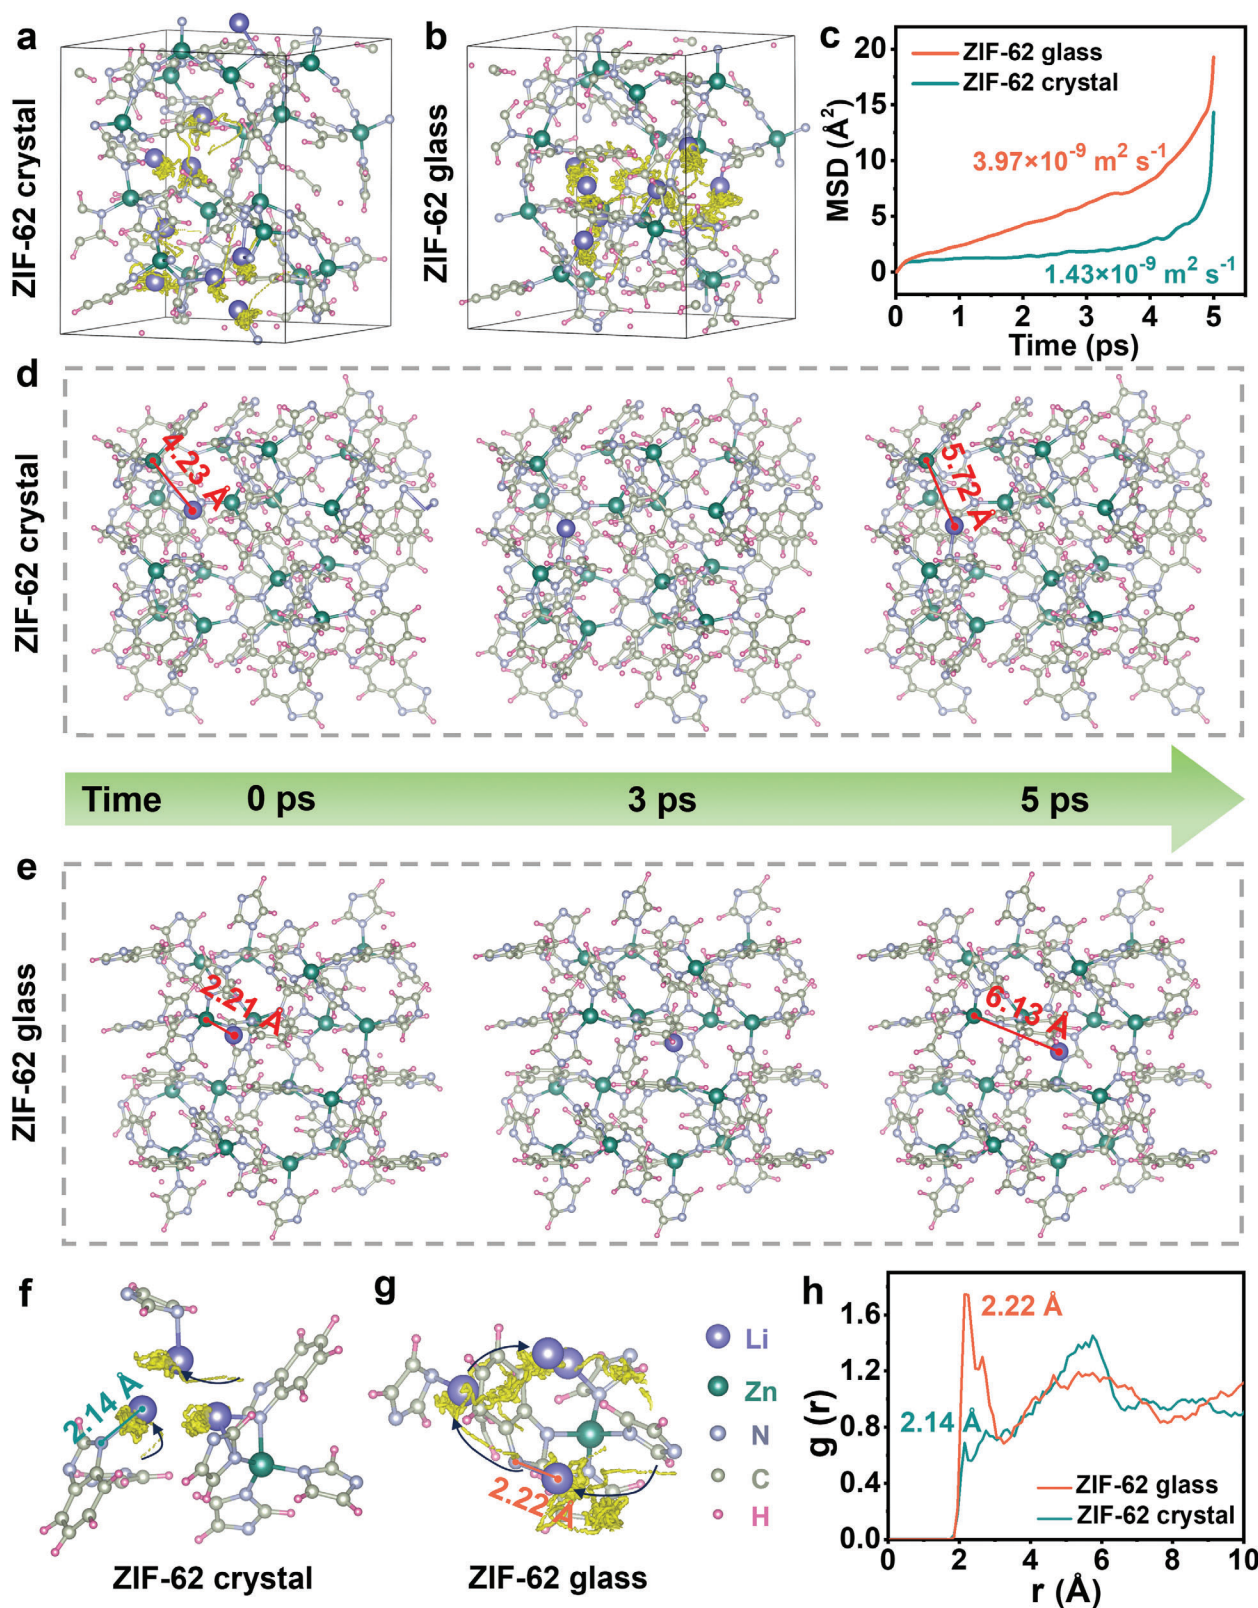 a
ZIF-62 crystal
b
ZIF-62 glass
c
MSD (Å²)
20
15
10
5
0
ZIF-62 glass
ZIF-62 crystal
3.97×10⁻⁹ m² s⁻¹
1.43×10⁻⁹ m² s⁻¹
0 1 2 3 4 5
Time (ps)
d
ZIF-62 crystal
4.23 Å
5.72 Å
Time 0 ps 3 ps 5 ps
e
ZIF-62 glass
2.21 Å
6.13 Å
f
2.14 Å
ZIF-62 crystal
g
2.22 Å
ZIF-62 glass
Li
Zn
N
C
H
h
g (r)
1.6
1.2
0.8
0.4
0.0
2.22 Å
2.14 Å
ZIF-62 glass
ZIF-62 crystal
0 2 4 6 8 10
r (Å)